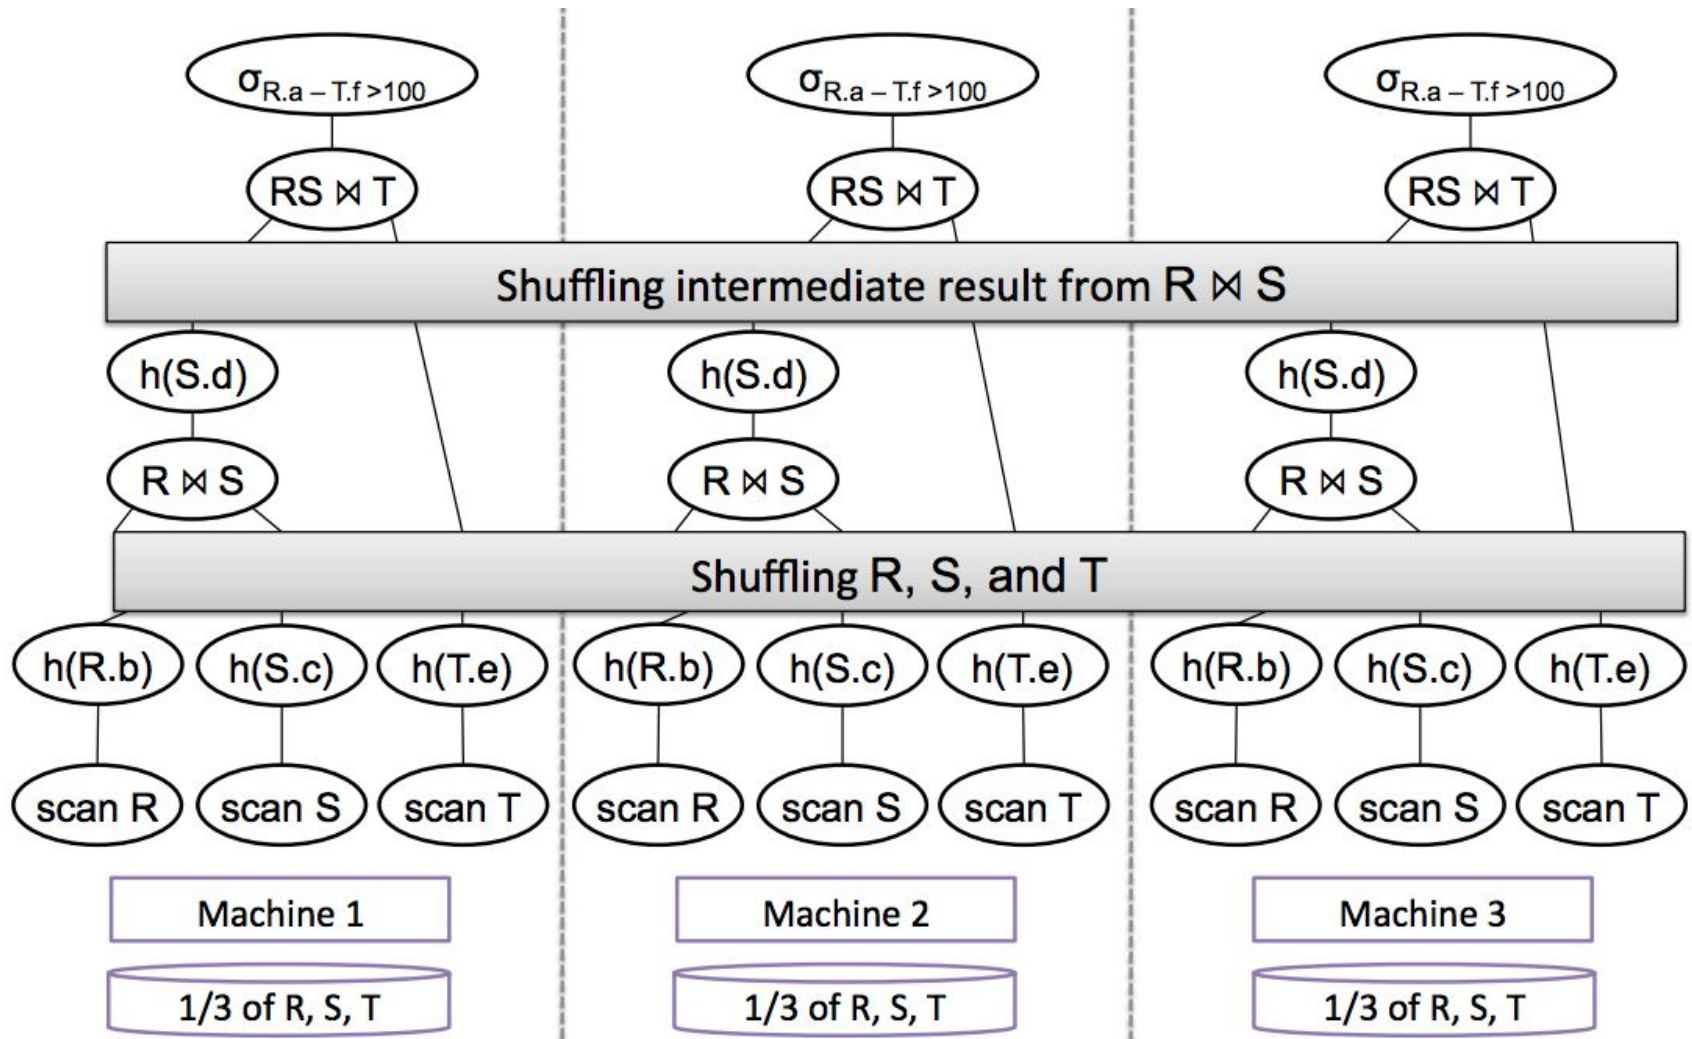 σR.a – T.f >100 σR.a – T.f >100 σR.a – T.f >100
RS ⋈ T RS ⋈ T RS ⋈ T
Shuffling intermediate result from R ⋈ S
h(S.d) h(S.d) h(S.d)
R ⋈ S R ⋈ S R ⋈ S
Shuffling R, S, and T
h(R.b) h(S.c) h(T.e) h(R.b) h(S.c) h(T.e) h(R.b) h(S.c) h(T.e)
scan R scan S scan T scan R scan S scan T scan R scan S scan T
Machine 1 Machine 2 Machine 3
1/3 of R, S, T 1/3 of R, S, T 1/3 of R, S, T